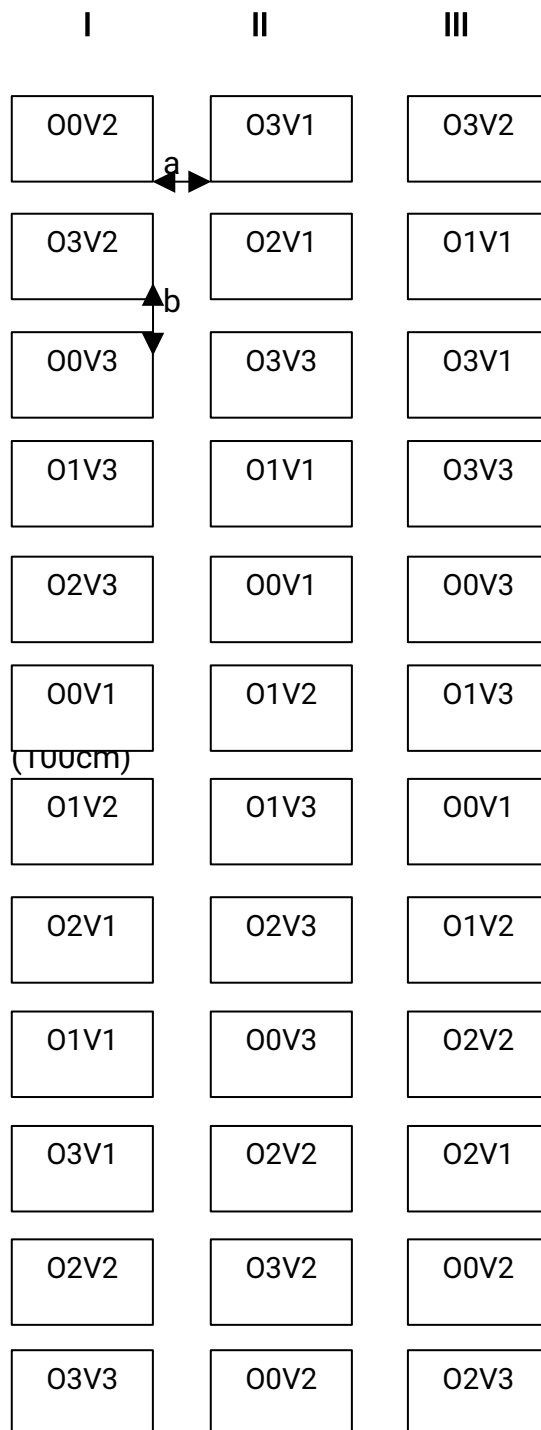 I II III
O0V2 O3V1 O3V2
a
O3V2 O2V1 O1V1
b
O0V3 O3V3 O3V1
O1V3 O1V1 O3V3
O2V3 O0V1 O0V3
O0V1 O1V2 O1V3
(100cm)
O1V2 O1V3 O0V1
O2V1 O2V3 O1V2
O1V1 O0V3 O2V2
O3V1 O2V2 O2V1
O2V2 O3V2 O0V2
O3V3 O0V2 O2V3